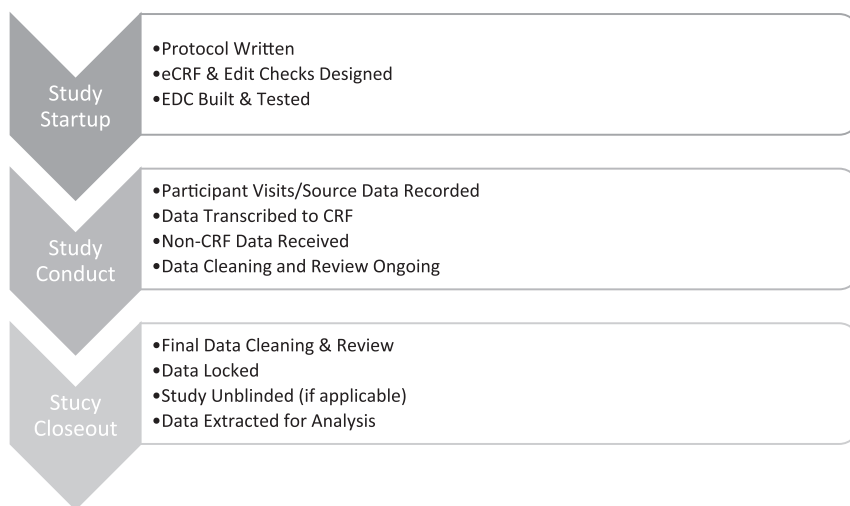 Study
Startup
•Protocol Written
•eCRF & Edit Checks Designed
•EDC Built & Tested
Study
Conduct
•Participant Visits/Source Data Recorded
•Data Transcribed to CRF
•Non-CRF Data Received
•Data Cleaning and Review Ongoing
Stucy
Closeout
•Final Data Cleaning & Review
•Data Locked
•Study Unblinded (if applicable)
•Data Extracted for Analysis